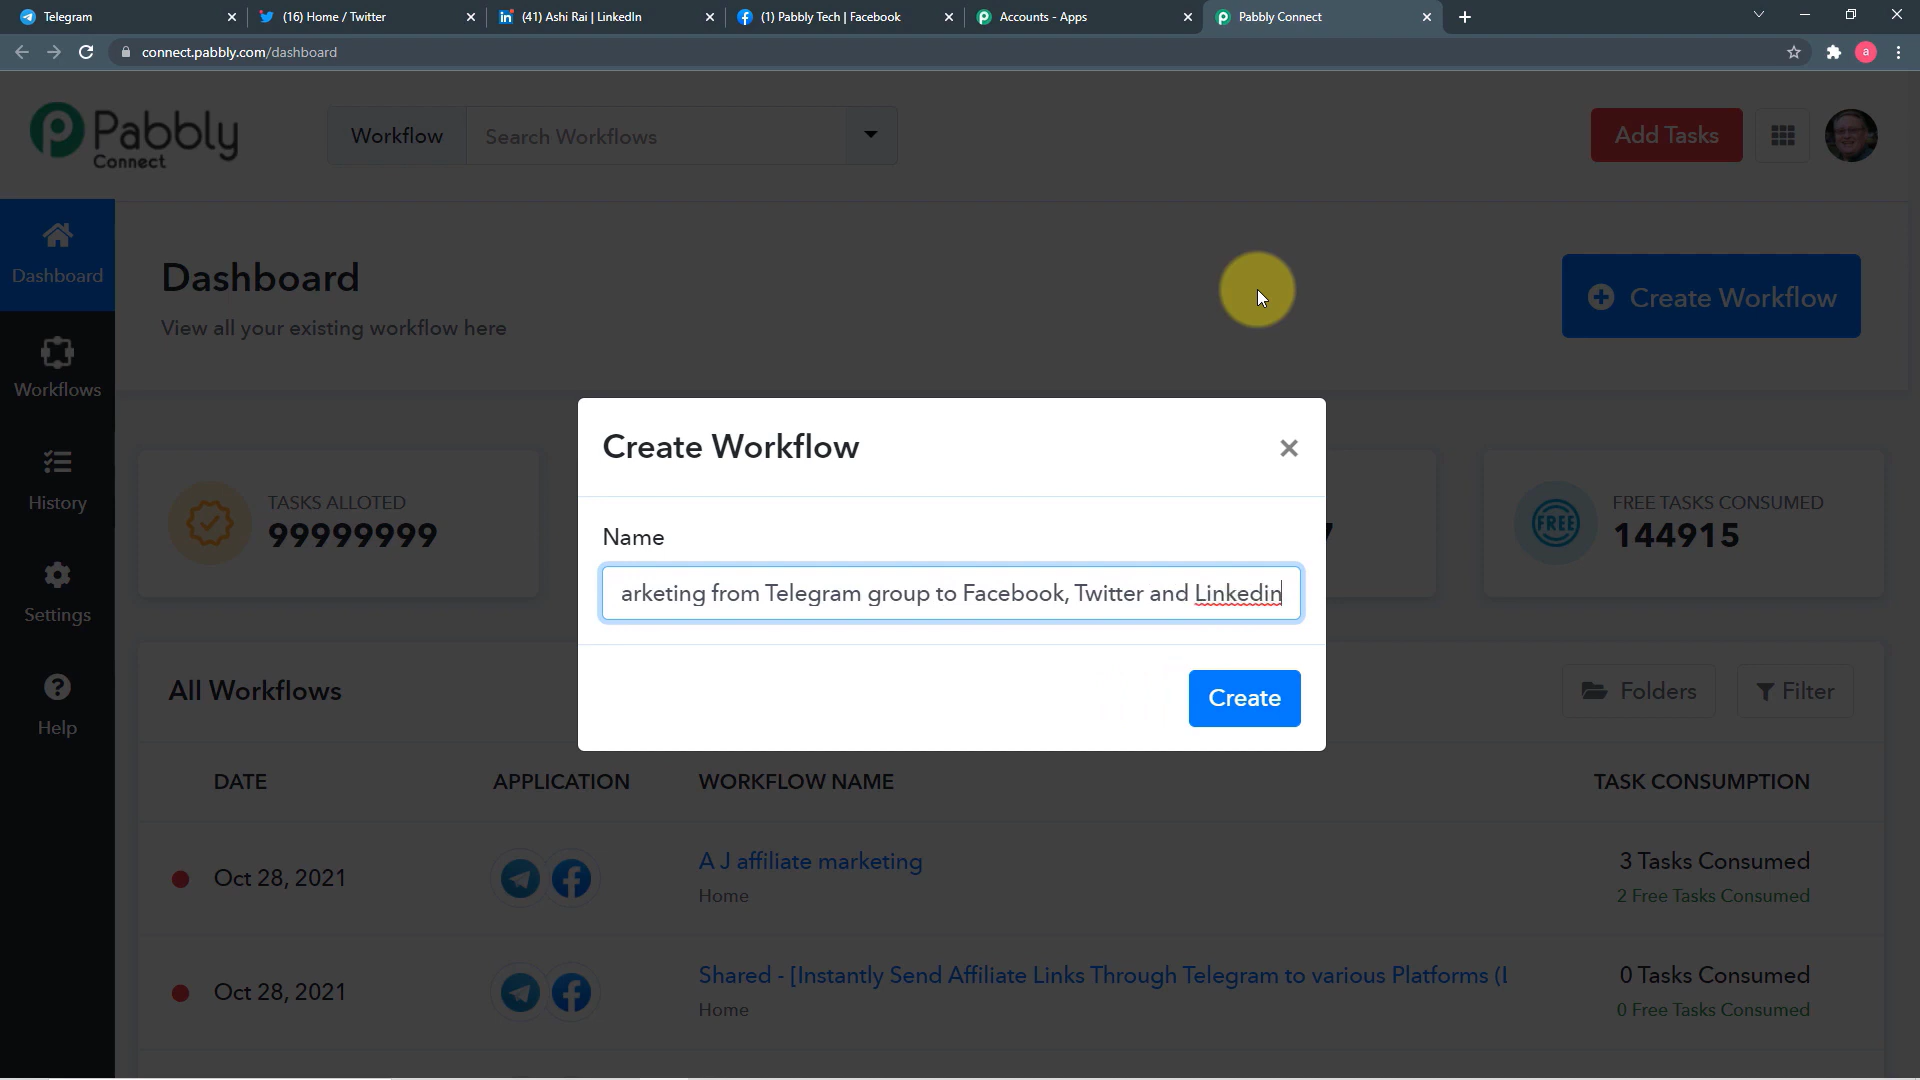 Telegram
(16) Home / Twitter
(41) Ashi Rai | LinkedIn
(1) Pabbly Tech | Facebook
Accounts - Apps
Pabbly Connect
connect.pabbly.com/dashboard
Pabbly
Connect
Workflow
Search Workflows
Add Tasks
a
Dashboard
Workflows
History
Settings
Help
Dashboard
View all your existing workflow here
Create Workflow
TASKS ALLOTED
99999999
FREE TASKS CONSUMED
144915
FREE
Create Workflow
Name
arketing from Telegram group to Facebook, Twitter and Linkedin
Create
All Workflows
Folders
Filter
DATE
APPLICATION
WORKFLOW NAME
TASK CONSUMPTION
Oct 28, 2021
A J affiliate marketing
Home
3 Tasks Consumed
2 Free Tasks Consumed
Oct 28, 2021
Shared - [Instantly Send Affiliate Links Through Telegram to various Platforms (L
Home
0 Tasks Consumed
0 Free Tasks Consumed